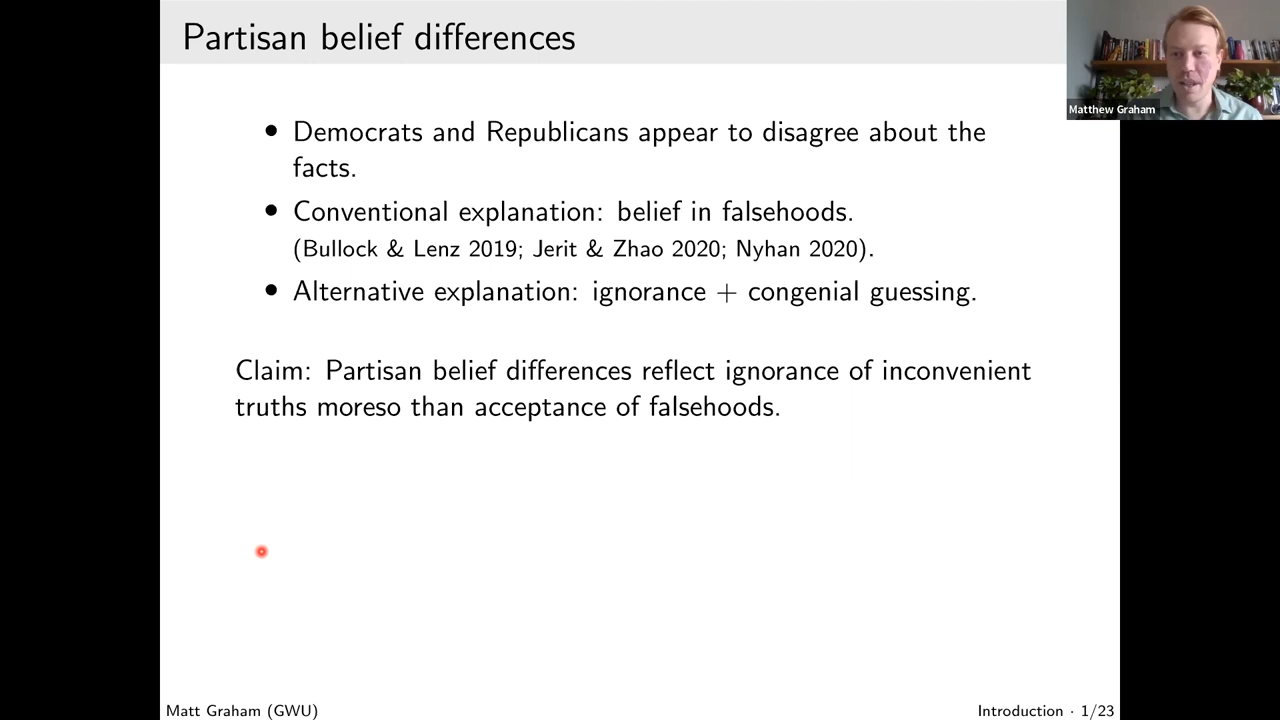 Partisan belief differences
Matthew Graham
• Democrats and Republicans appear to disagree about the
facts.
• Conventional explanation: belief in falsehoods.
(Bullock & Lenz 2019; Jerit & Zhao 2020; Nyhan 2020).
• Alternative explanation: ignorance + congenial guessing.
Claim: Partisan belief differences reflect ignorance of inconvenient
truths moreso than acceptance of falsehoods.
Matt Graham (GWU)
Introduction · 1/23